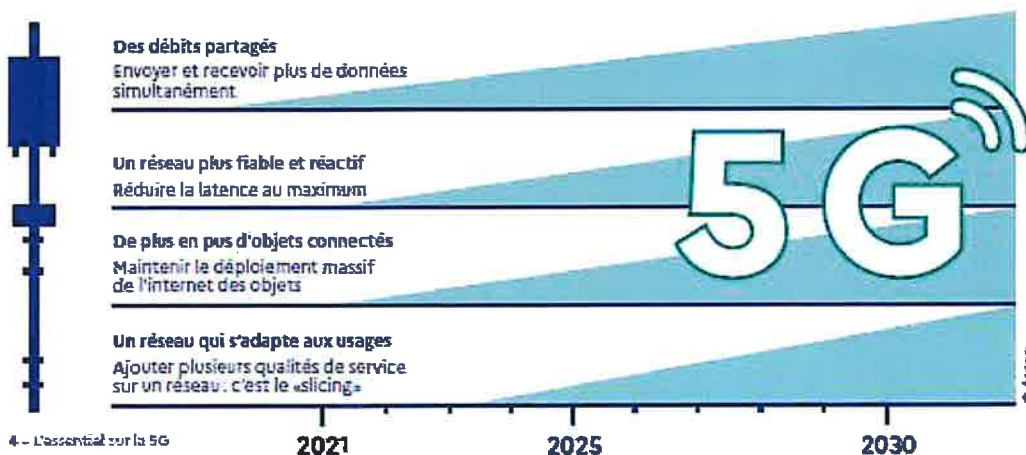 Des débits partagés
Envoyer et recevoir plus de données
simultanément
Un réseau plus fiable et réactif
Réduire la latence au maximum
De plus en pus d'objets connectés
Maintenir le déploiement massif
de l'internet des objets
Un réseau qui s'adapte aux usages
Ajouter plusieurs qualités de service
sur un réseau : c'est le «slicing»
5G
2021 2025 2030
4 – L'essential sur la 5G